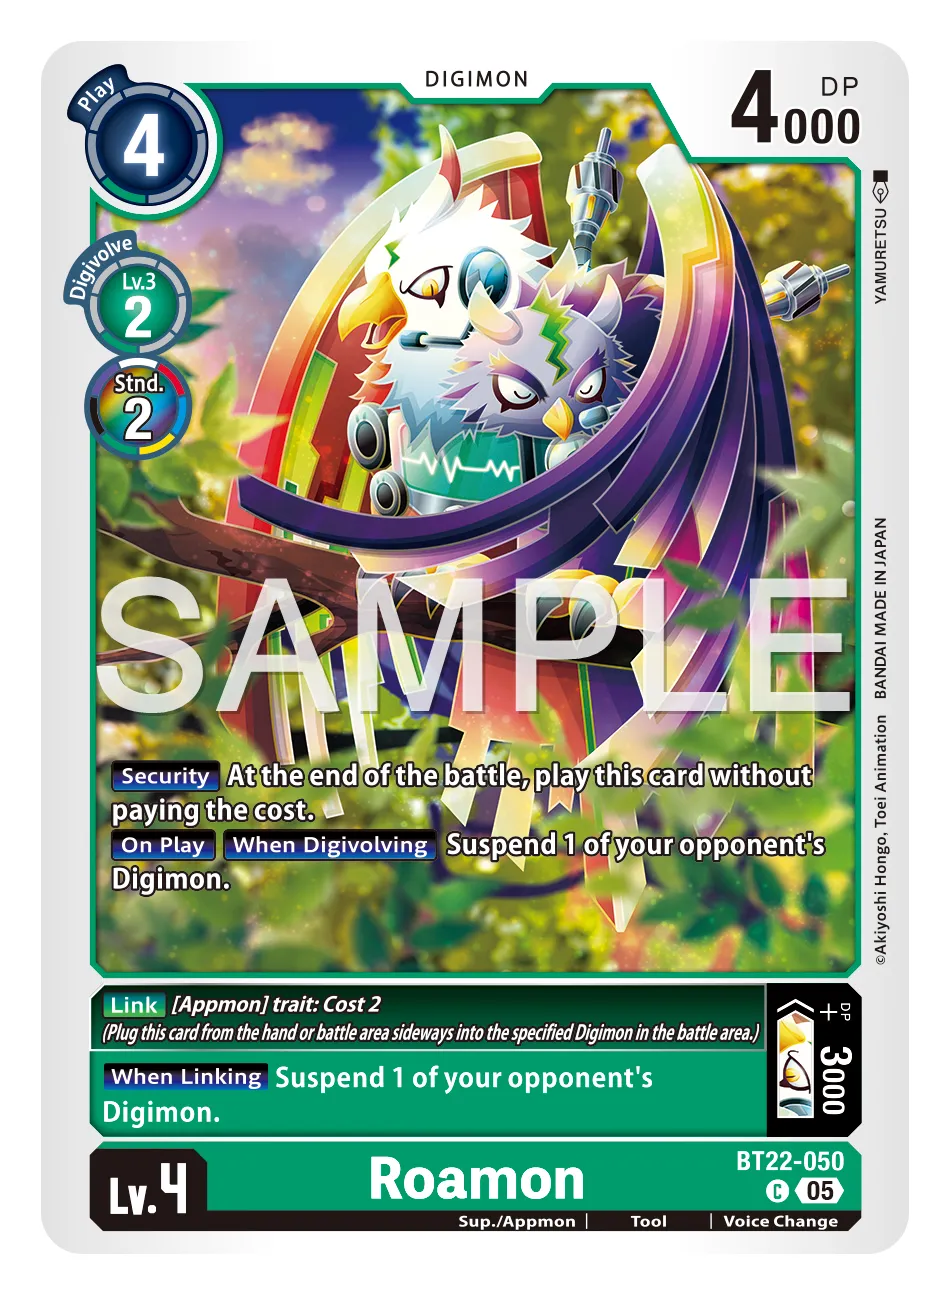 DIGIMON
Play
4
DP
4000
Digivolve
Lv.3
2
Stnd.
2
YAMURETSU
SAMPLE
Security At the end of the battle, play this card without
paying the cost.
On Play When Digivolving Suspend 1 of your opponent's
Digimon.
©Akiyoshi Hongo, Toei Animation BANDAI MADE IN JAPAN
Link [Appmon] trait: Cost 2
(Plug this card from the hand or battle area sideways into the specified Digimon in the battle area.)
When Linking Suspend 1 of your opponent's
Digimon.
DP
+3000
Lv.4
Roamon
BT22-050
C 05
Sup./Appmon | Tool | Voice Change